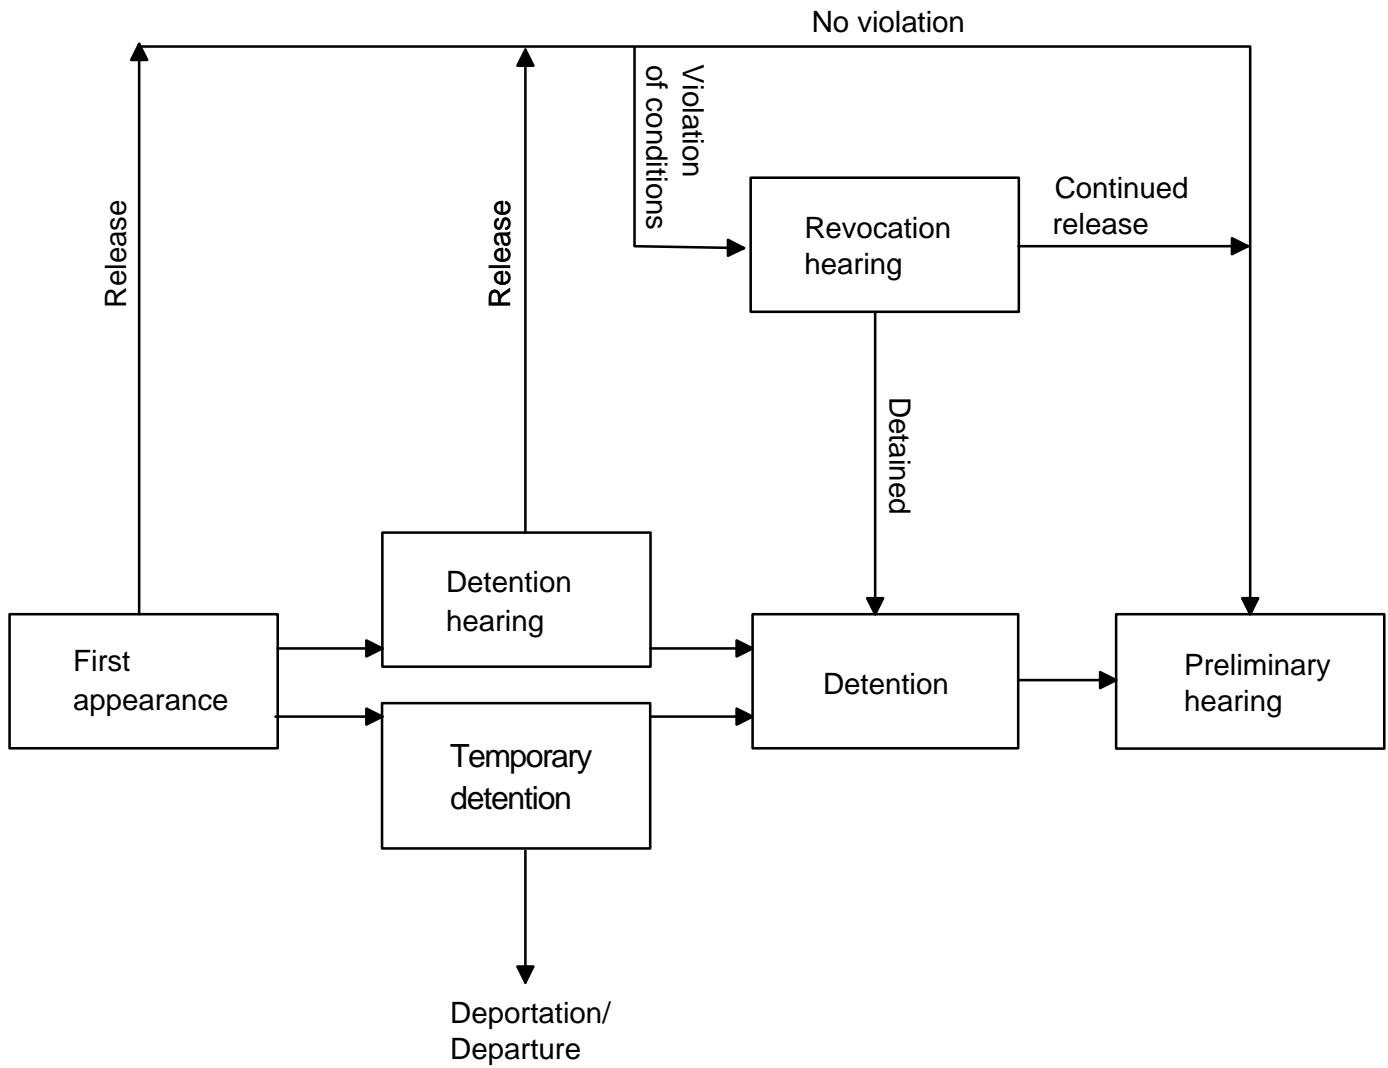 No violation
Violation
of conditions
Release
Release
Revocation
hearing
Continued
release
Detained
Detention
hearing
First
appearance
Temporary
detention
Detention
Preliminary
hearing
Deportation/
Departure